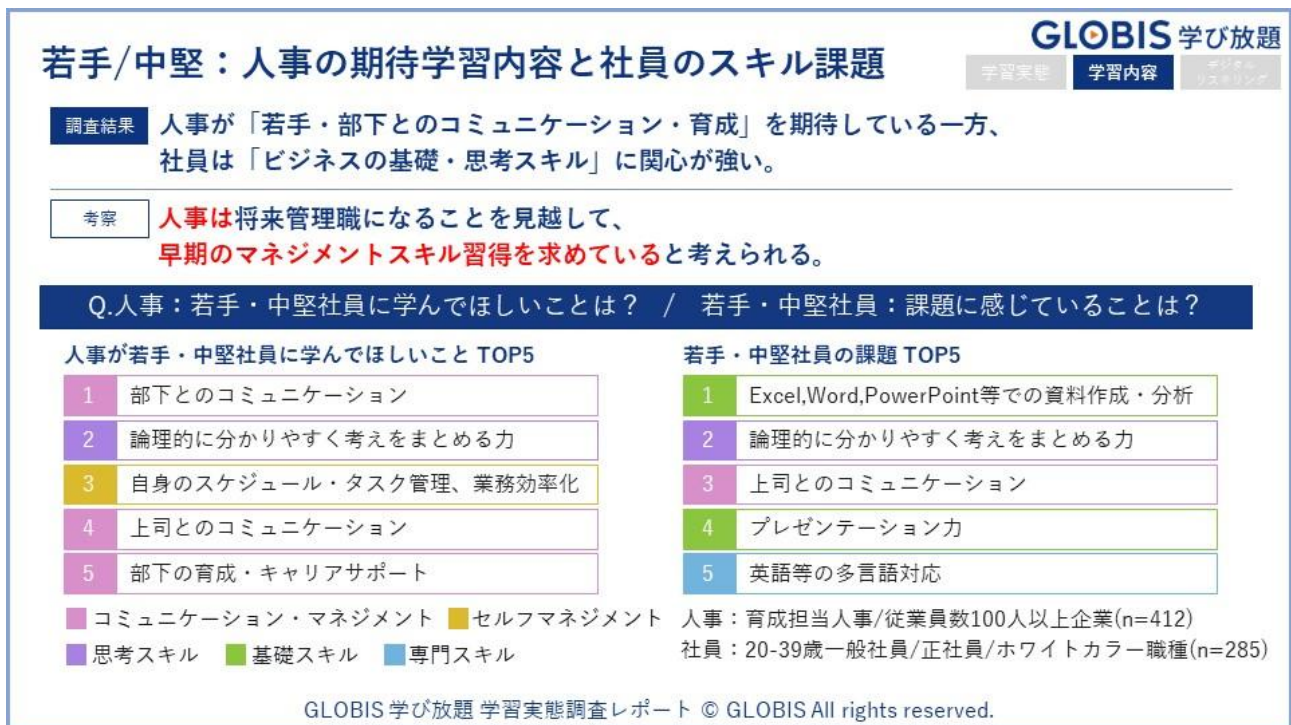 若手/中堅：人事の期待学習内容と社員のスキル課題
GLOBIS 学び放題
学習実態
学習内容
デジタル
リスキリング
調査結果
人事が「若手・部下とのコミュニケーション・育成」を期待している一方、
社員は「ビジネスの基礎・思考スキル」に関心が強い。
考察
人事は将来管理職になることを見越して、
早期のマネジメントスキル習得を求めていると考えられる。
Q.人事：若手・中堅社員に学んでほしいことは？ / 若手・中堅社員：課題に感じていることは？
人事が若手・中堅社員に学んでほしいこと TOP5
1 部下とのコミュニケーション
2 論理的に分かりやすく考えをまとめる力
3 自身のスケジュール・タスク管理、業務効率化
4 上司とのコミュニケーション
5 部下の育成・キャリアサポート
若手・中堅社員の課題 TOP5
1 Excel,Word,PowerPoint等での資料作成・分析
2 論理的に分かりやすく考えをまとめる力
3 上司とのコミュニケーション
4 プレゼンテーション力
5 英語等の多言語対応
コミュニケーション・マネジメント セルフマネジメント
思考スキル 基礎スキル 専門スキル
人事：育成担当人事/従業員数100人以上企業(n=412)
社員：20-39歳一般社員/正社員/ホワイトカラー職種(n=285)
GLOBIS 学び放題 学習実態調査レポート © GLOBIS All rights reserved.